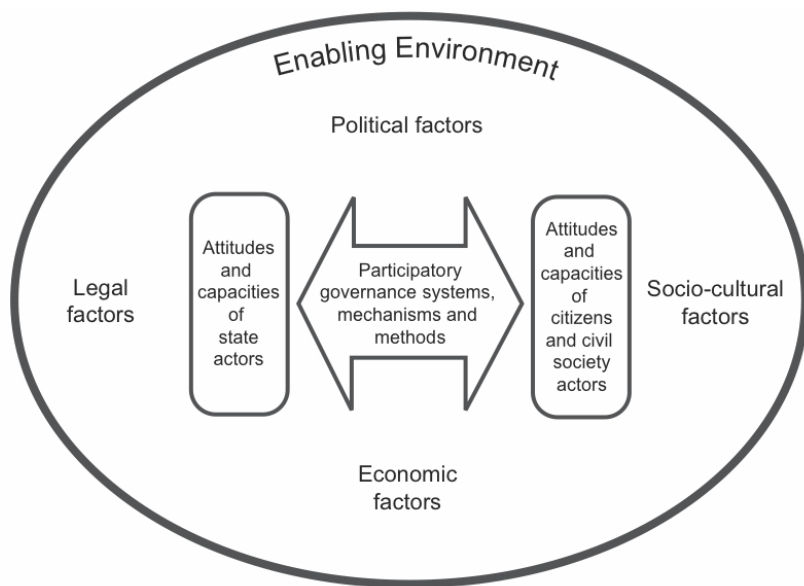 Enabling Environment
Political factors
Legal
factors
Attitudes
and
capacities
of
state
actors
Participatory
governance systems,
mechanisms and
methods
Attitudes
and
capacities
of
citizens
and civil
society
actors
Socio-cultural
factors
Economic
factors